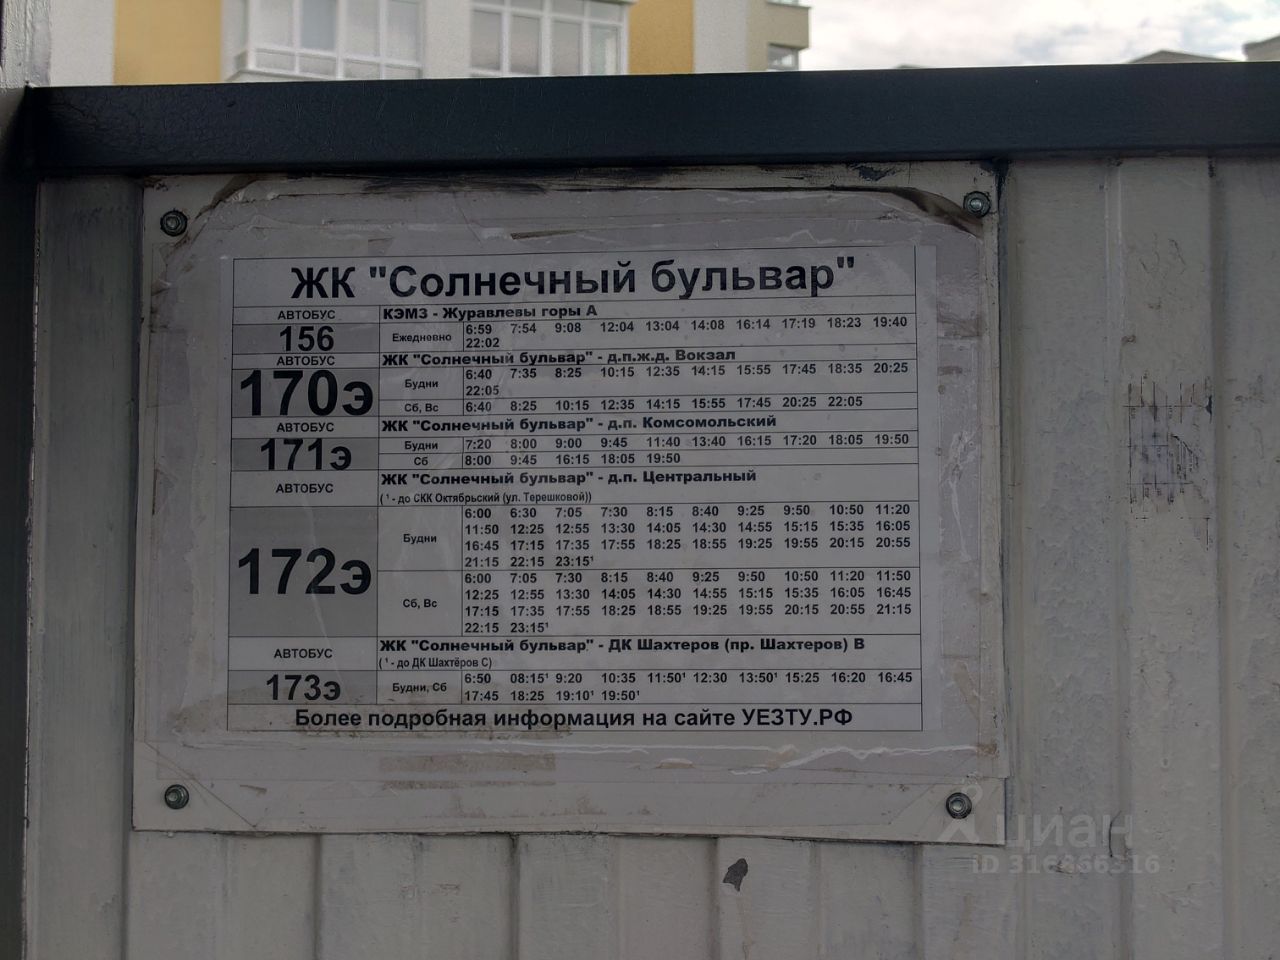 ЖК "Солнечный бульвар"
АВТОБУС КЭМЗ - Журавлевы горы А
156 Ежедневно 6:59 7:54 9:08 12:04 13:04 14:08 16:14 17:19 18:23 19:40
22:02
АВТОБУС ЖК "Солнечный бульвар" - д.п.ж.д. Вокзал
170э Будни 6:40 7:35 8:25 10:15 12:35 14:15 15:55 17:45 18:35 20:25
22:05
Сб, Вс 6:40 8:25 10:15 12:35 14:15 15:55 17:45 20:25 22:05
АВТОБУС ЖК "Солнечный бульвар" - д.п. Комсомольский
171э Будни 7:20 8:00 9:00 9:45 11:40 13:40 16:15 17:20 18:05 19:50
Сб 8:00 9:45 16:15 18:05 19:50
АВТОБУС ЖК "Солнечный бульвар" - д.п. Центральный
(¹ - до СКК Октябрьский (ул. Терешковой))
172э Будни 6:00 6:30 7:05 7:30 8:15 8:40 9:25 9:50 10:50 11:20
11:50 12:25 12:55 13:30 14:05 14:30 14:55 15:15 15:35 16:05
16:45 17:15 17:35 17:55 18:25 18:55 19:25 19:55 20:15 20:55
21:15 22:15 23:15¹
Сб, Вс 6:00 7:05 7:30 8:15 8:40 9:25 9:50 10:50 11:20 11:50
12:25 12:55 13:30 14:05 14:30 14:55 15:15 15:35 16:05 16:45
17:15 17:35 17:55 18:25 18:55 19:25 19:55 20:15 20:55 21:15
22:15 23:15¹
АВТОБУС ЖК "Солнечный бульвар" - ДК Шахтеров (пр. Шахтеров) В
(¹ - до ДК Шахтёров С)
173э Будни, Сб 6:50 08:15¹ 9:20 10:35 11:50¹ 12:30 13:50¹ 15:25 16:20 16:45
17:45 18:25 19:10¹ 19:50¹
Более подробная информация на сайте УЕЗТУ.РФ
циан
ID 316866316